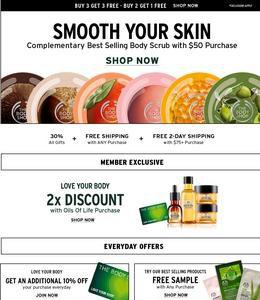 BUY 3 GET 3 FREE - BUY 2 GET 1 FREE SHOP NOW *EXCLUSIONS APPLY
SMOOTH YOUR SKIN
Complementary Best Selling Body Scrub with $50 Purchase
SHOP NOW
30% + FREE SHIPPING + FREE 2-DAY SHIPPING
All Gifts with ANY Purchase with $75+ Purchase
MEMBER EXCLUSIVE
LOVE YOUR BODY
2x DISCOUNT
with Oils Of Life Purchase
SHOP NOW
EVERYDAY OFFERS
LOVE YOUR BODY
GET AN ADDITIONAL 10% OFF
your purchase everyday
JOIN NOW
THE BODY
TRY OUR BEST SELLING PRODUCTS
FREE SAMPLE
with Any Purchase
SHOP NOW